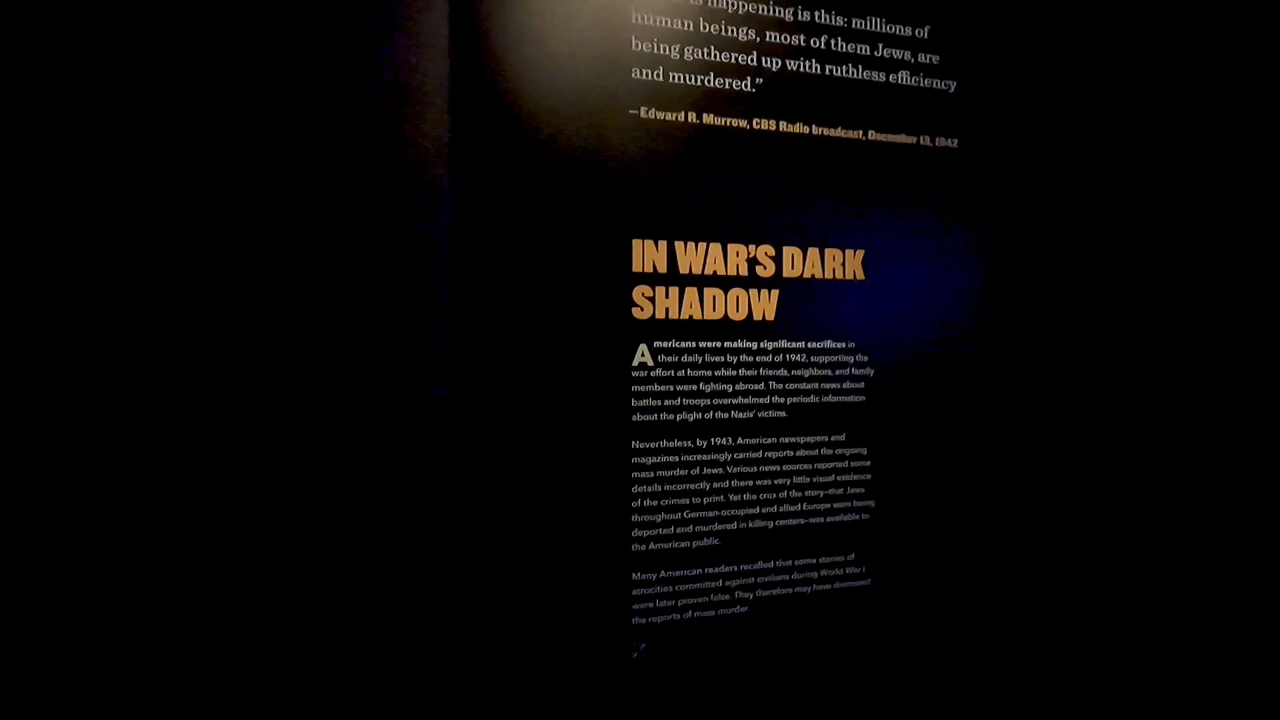 is happening is this: millions of
human beings, most of them Jews, are
being gathered up with ruthless efficiency
and murdered.”
—Edward R. Murrow, CBS Radio broadcast, December 13, 1942
IN WAR’S DARK
SHADOW
Americans were making significant sacrifices in
their daily lives by the end of 1942, supporting the
war effort at home while their friends, neighbors, and family
members were fighting abroad. The constant news about
battles and troops overwhelmed the periodic information
about the plight of the Nazis’ victims.
Nevertheless, by 1943, American newspapers and
magazines increasingly carried reports about the ongoing
mass murder of Jews. Various news sources reported some
details incorrectly and there was very little visual evidence
of the crimes to print. Yet the crux of the story—that Jews
throughout German-occupied and allied Europe were being
deported and murdered in killing centers—was available to
the American public.
Many American readers recalled that some stories of
atrocities committed against civilians during World War I
were later proven false. They therefore may have dismissed
the reports of mass murder.